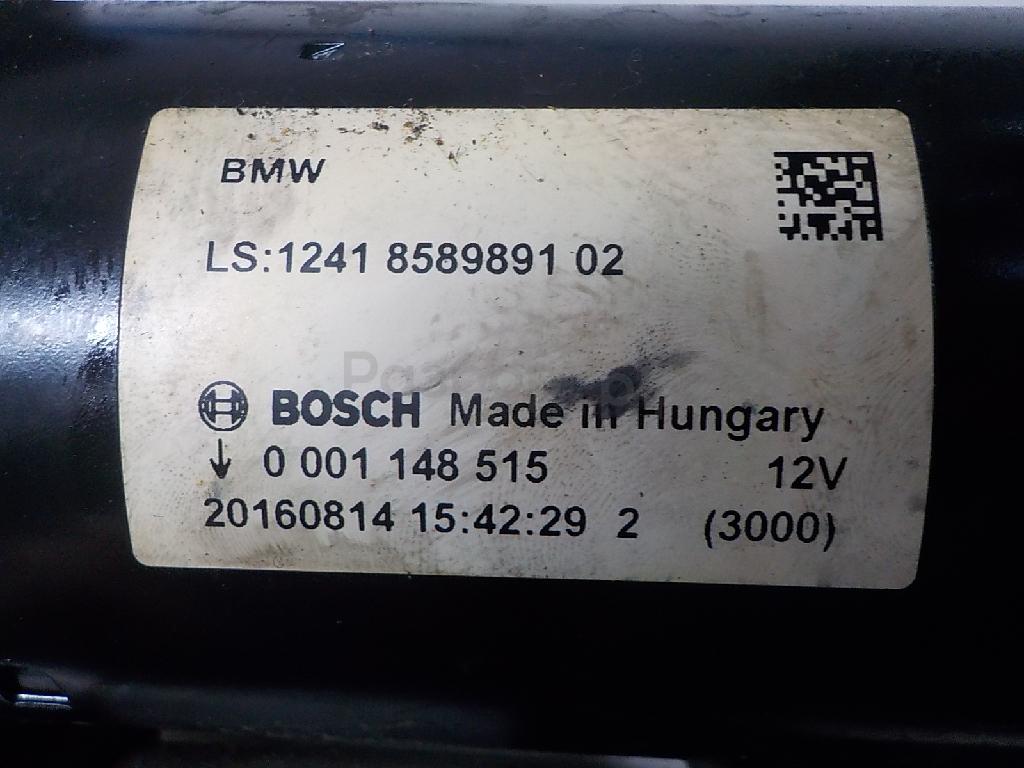 BMW
LS:1241 8589891 02
BOSCH Made in Hungary
↓ 0 001 148 515 12V
20160814 15:42:29 2 (3000)